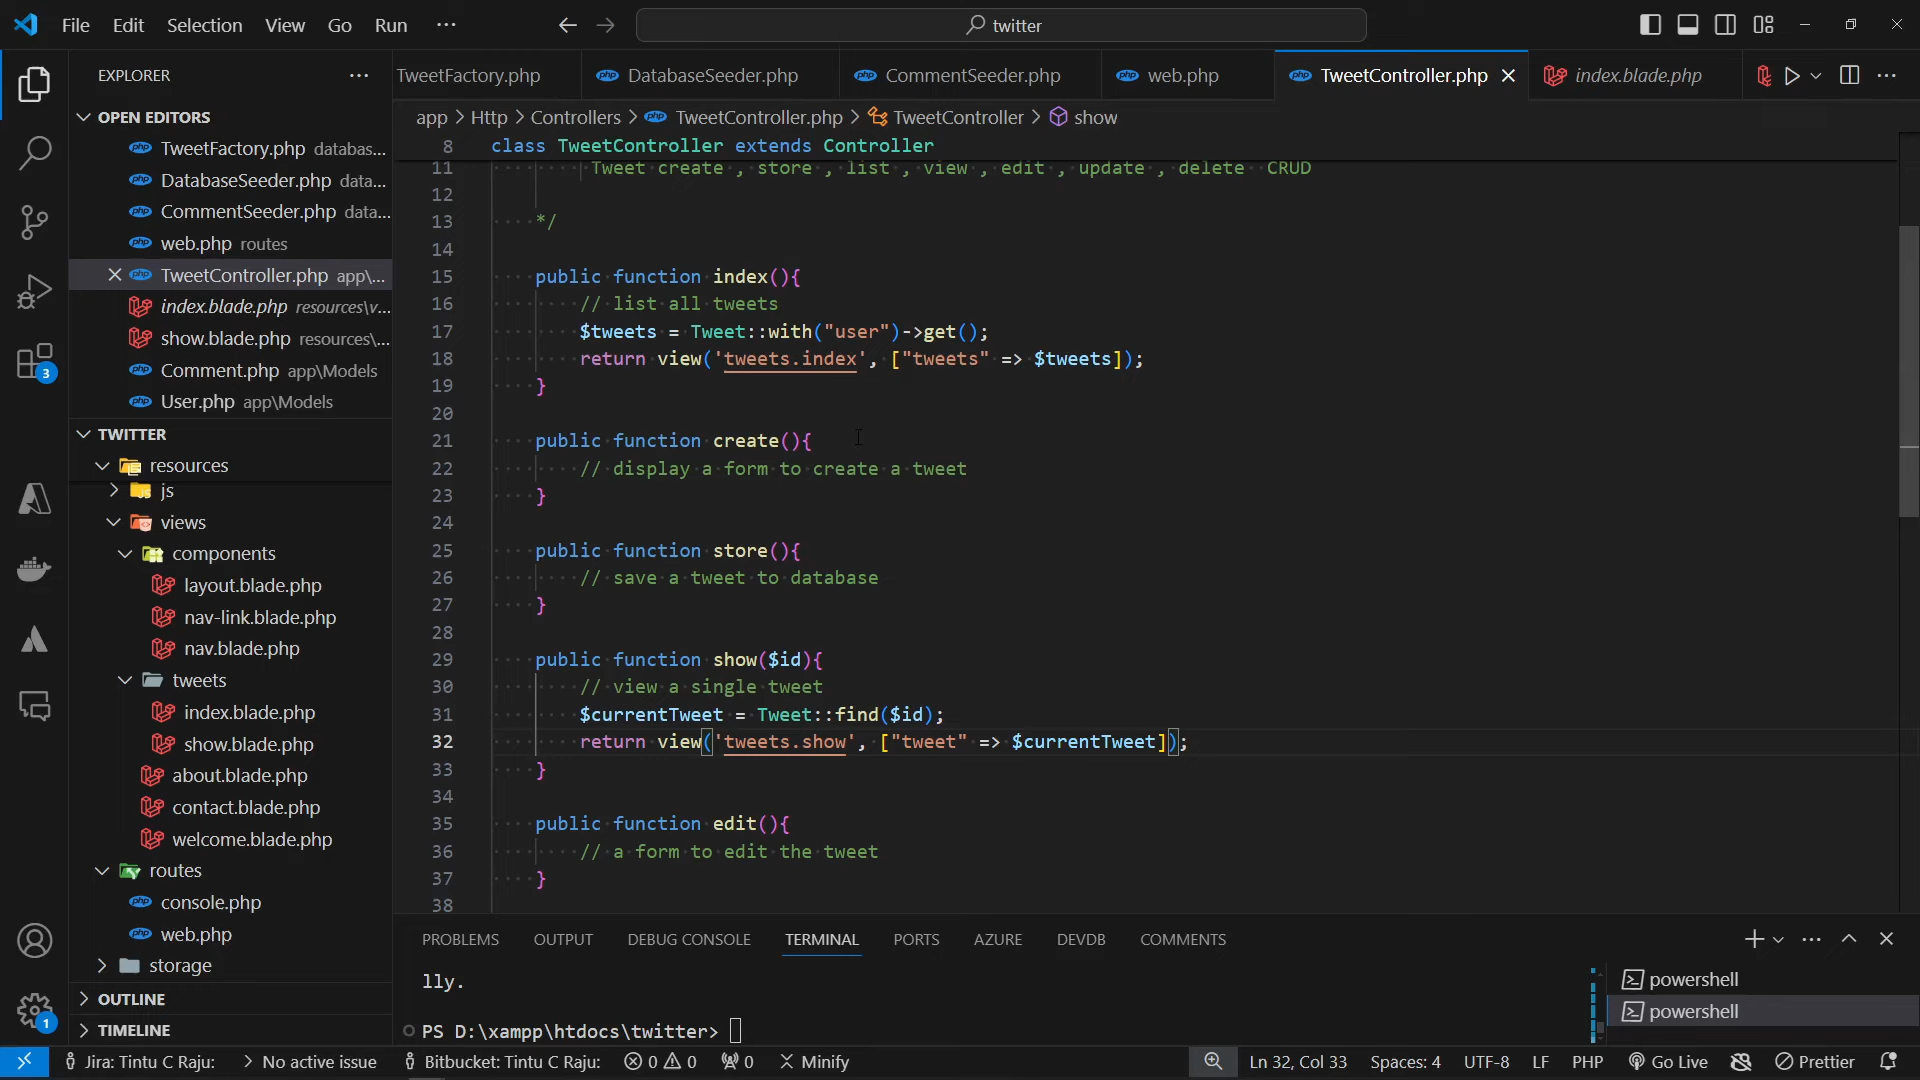 File Edit Selection View Go Run ··· twitter
EXPLORER ···
OPEN EDITORS
TweetFactory.php databas...
DatabaseSeeder.php data...
CommentSeeder.php data...
web.php routes
TweetController.php app\...
index.blade.php resources\v...
show.blade.php resources\...
Comment.php app\Models
User.php app\Models
TWITTER
resources
js
views
components
layout.blade.php
nav-link.blade.php
nav.blade.php
tweets
index.blade.php
show.blade.php
about.blade.php
contact.blade.php
welcome.blade.php
routes
console.php
web.php
storage
OUTLINE
TIMELINE
3
1
TweetFactory.php DatabaseSeeder.php CommentSeeder.php web.php TweetController.php index.blade.php
app > Http > Controllers > TweetController.php > TweetController > show
8 class TweetController extends Controller
11 Tweet create , store , list , view , edit , update , delete CRUD
12
13 */
14
15 public function index(){
16 // list all tweets
17 $tweets = Tweet::with("user")->get();
18 return view('tweets.index', ["tweets" => $tweets]);
19 }
20
21 public function create(){
22 // display a form to create a tweet
23 }
24
25 public function store(){
26 // save a tweet to database
27 }
28
29 public function show($id){
30 // view a single tweet
31 $currentTweet = Tweet::find($id);
32 return view('tweets.show', ["tweet" => $currentTweet]);
33 }
34
35 public function edit(){
36 // a form to edit the tweet
37 }
38
PROBLEMS OUTPUT DEBUG CONSOLE TERMINAL PORTS AZURE DEVDB COMMENTS
lly.
PS D:\xampp\htdocs\twitter>
powershell
powershell
Jira: Tintu C Raju: No active issue Bitbucket: Tintu C Raju: 0 0 0 Minify Ln 32, Col 33 Spaces: 4 UTF-8 LF PHP Go Live Prettier